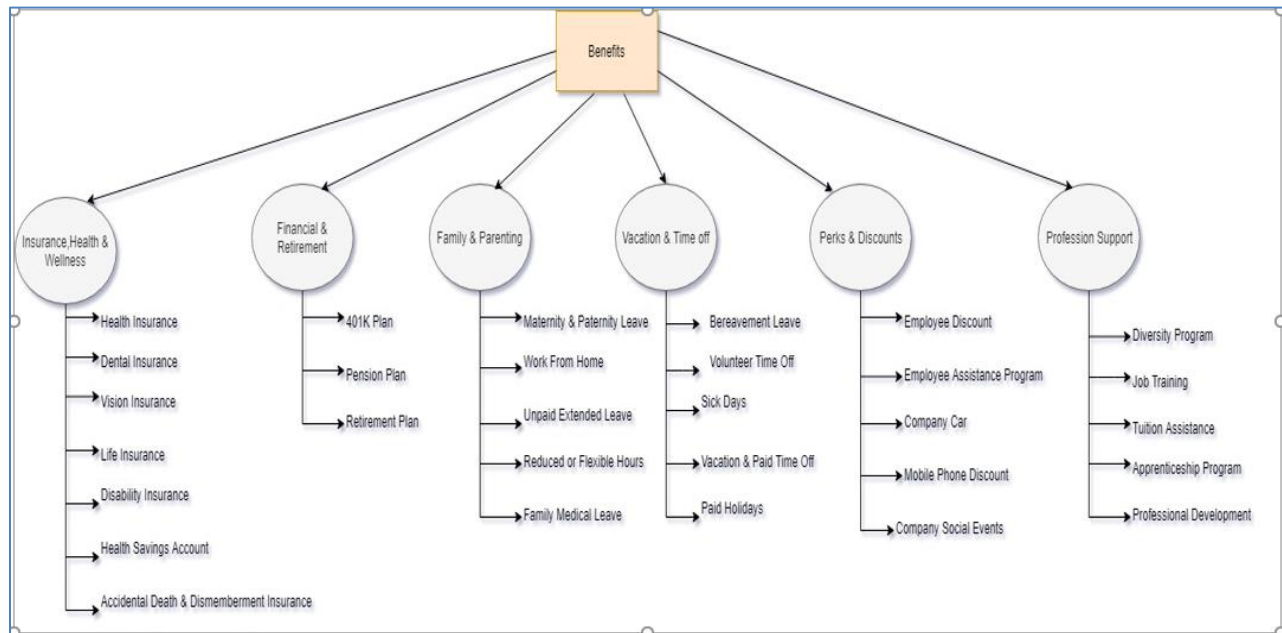 Benefits
Insurance,Health &
Wellness
Health Insurance
Dental Insurance
Vision Insurance
Life Insurance
Disability Insurance
Health Savings Account
Accidental Death & Dismemberment Insurance
Financial &
Retirement
401K Plan
Pension Plan
Retirement Plan
Family & Parenting
Maternity & Paternity Leave
Work From Home
Unpaid Extended Leave
Reduced or Flexible Hours
Family Medical Leave
Vacation & Time off
Bereavement Leave
Volunteer Time Off
Sick Days
Vacation & Paid Time Off
Paid Holidays
Perks & Discounts
Employee Discount
Employee Assistance Program
Company Car
Mobile Phone Discount
Company Social Events
Profession Support
Diversity Program
Job Training
Tuition Assistance
Apprenticeship Program
Professional Development